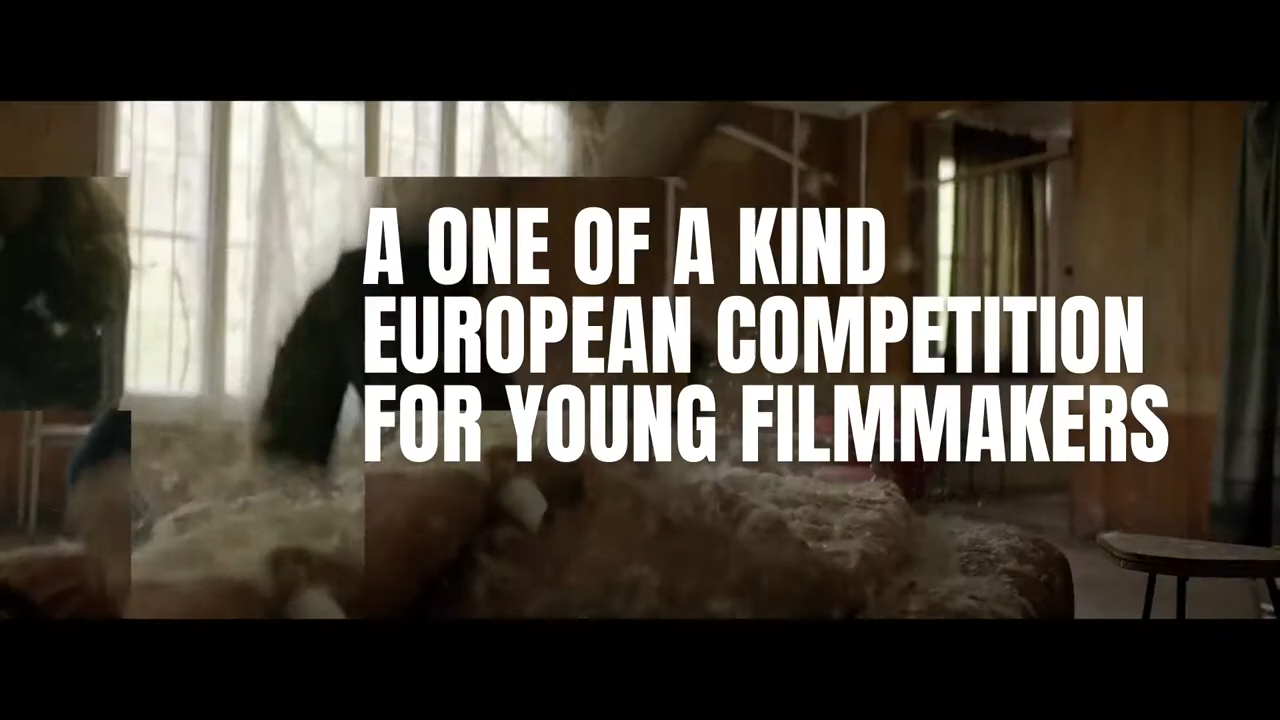 A ONE OF A KIND
EUROPEAN COMPETITION
FOR YOUNG FILMMAKERS